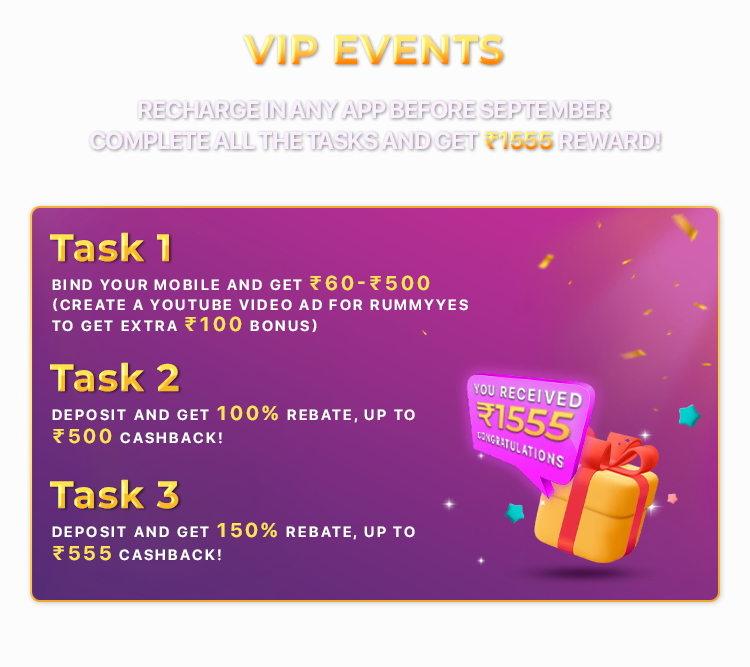 VIP EVENTS
RECHARGE IN ANY APP BEFORE SEPTEMBER
COMPLETE ALL THE TASKS AND GET ₹1555 REWARD!
Task 1
BIND YOUR MOBILE AND GET ₹60-₹500
(CREATE A YOUTUBE VIDEO AD FOR RUMMYYES
TO GET EXTRA ₹100 BONUS)
Task 2
DEPOSIT AND GET 100% REBATE, UP TO
₹500 CASHBACK!
YOU RECEIVED
₹1555
CONGRATULATIONS
Task 3
DEPOSIT AND GET 150% REBATE, UP TO
₹555 CASHBACK!